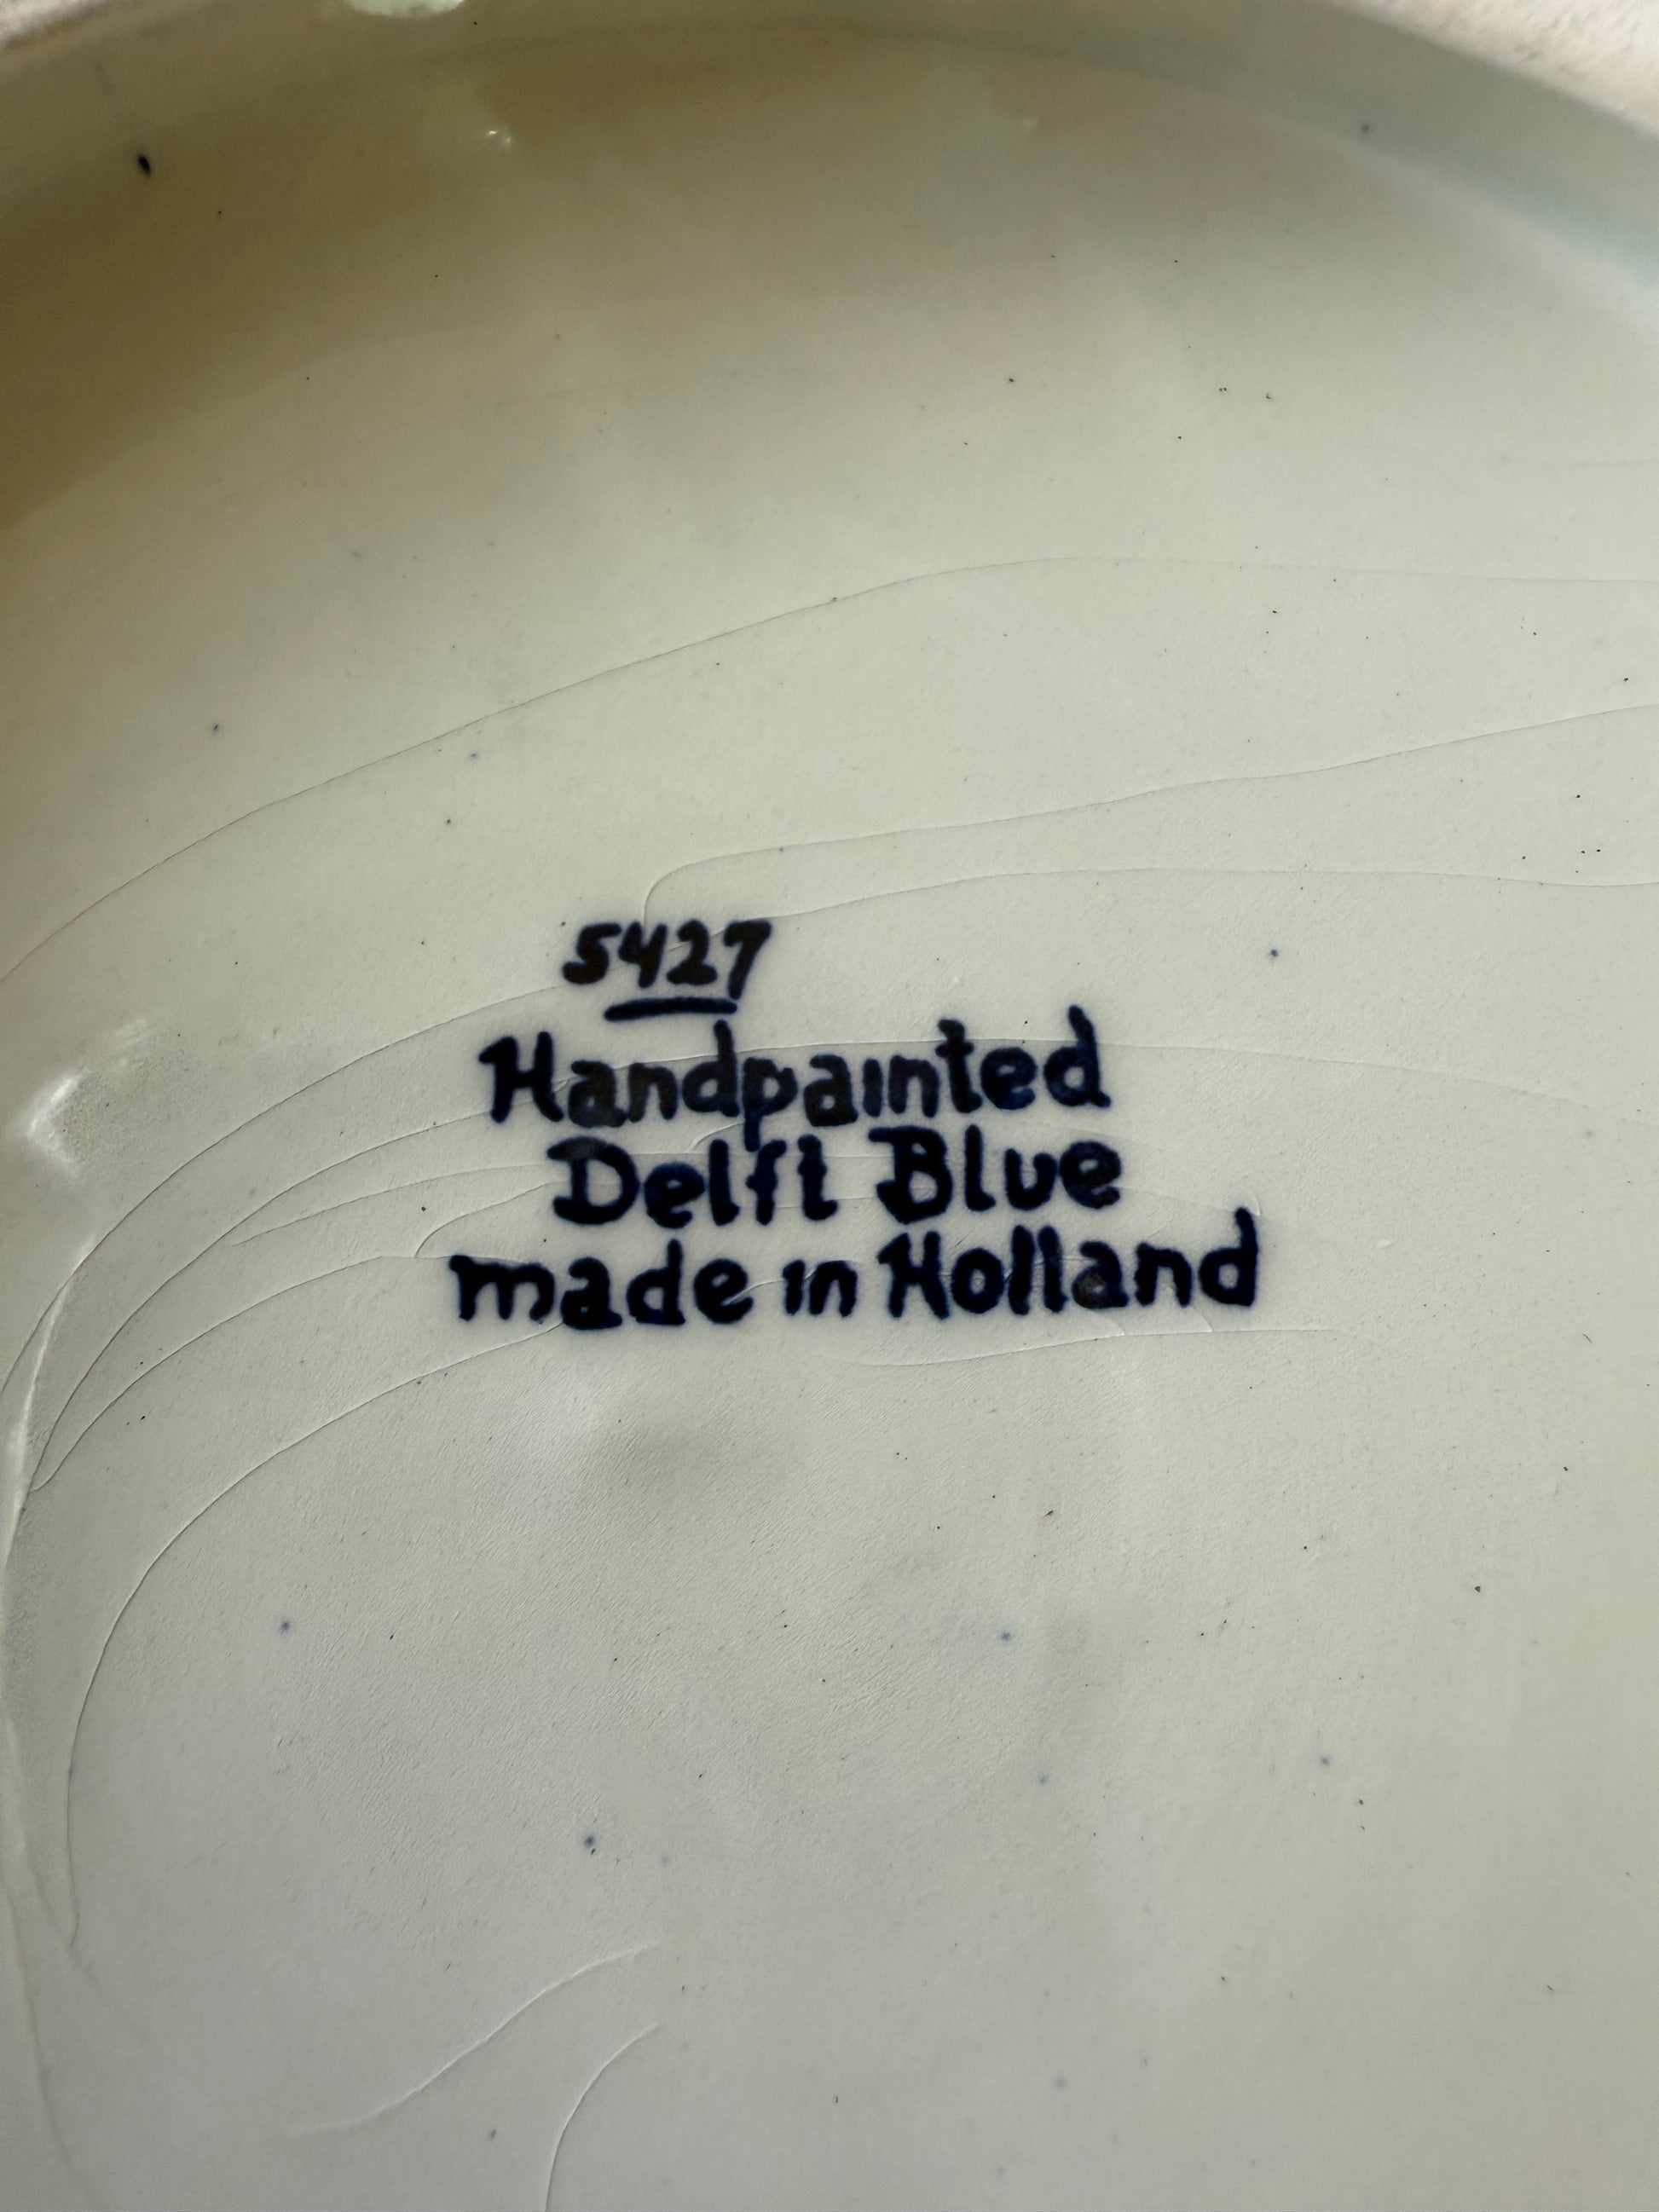 5427
Handpainted
Delft Blue
made in Holland